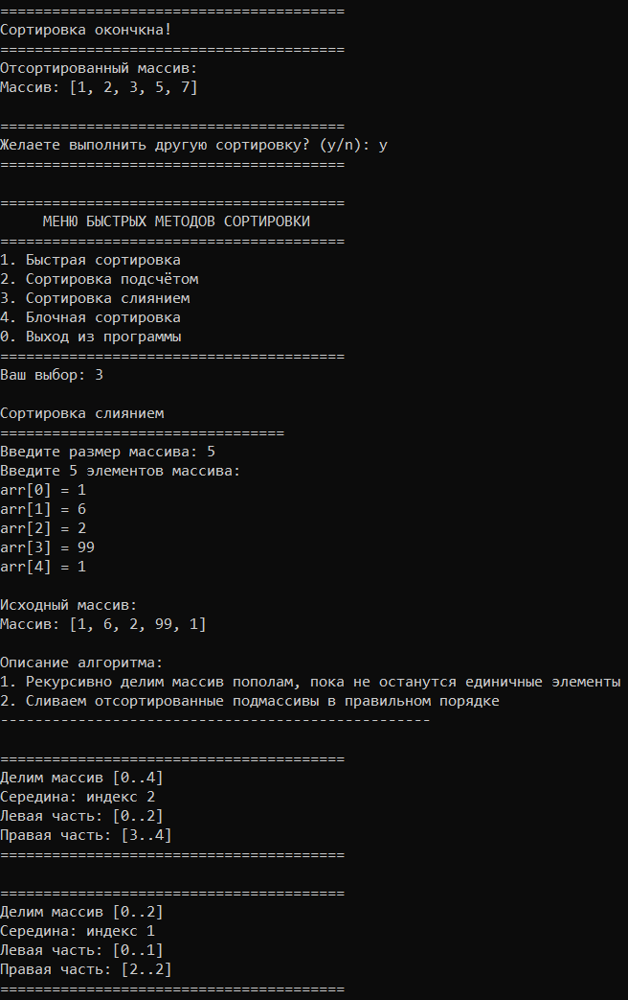 ========================================
Сортировка окончкна!
========================================
Отсортированный массив:
Массив: [1, 2, 3, 5, 7]
========================================
Желаете выполнить другую сортировку? (y/n): y
========================================
========================================
МЕНЮ БЫСТРЫХ МЕТОДОВ СОРТИРОВКИ
========================================
1. Быстрая сортировка
2. Сортировка подсчётом
3. Сортировка слиянием
4. Блочная сортировка
0. Выход из программы
========================================
Ваш выбор: 3
Сортировка слиянием
=================================
Введите размер массива: 5
Введите 5 элементов массива:
arr[0] = 1
arr[1] = 6
arr[2] = 2
arr[3] = 99
arr[4] = 1
Исходный массив:
Массив: [1, 6, 2, 99, 1]
Описание алгоритма:
1. Рекурсивно делим массив пополам, пока не останутся единичные элементы
2. Сливаем отсортированные подмассивы в правильном порядке
--------------------------------------------------
========================================
Делим массив [0..4]
Середина: индекс 2
Левая часть: [0..2]
Правая часть: [3..4]
========================================
========================================
Делим массив [0..2]
Середина: индекс 1
Левая часть: [0..1]
Правая часть: [2..2]
========================================